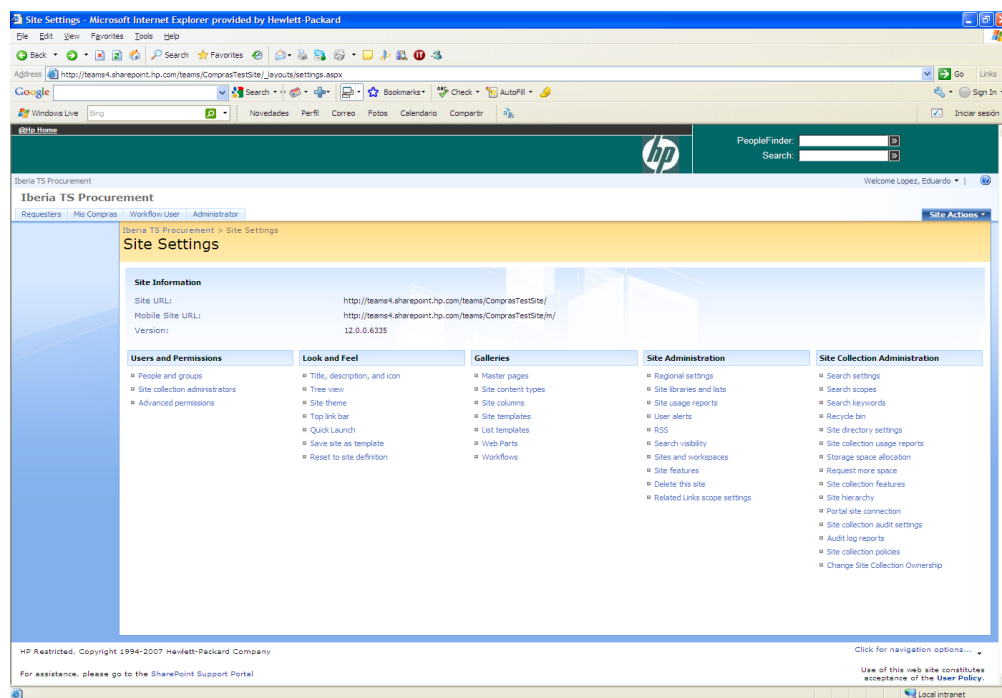 Site Settings - Microsoft Internet Explorer provided by Hewlett-Packard
File Edit View Favorites Tools Help
Back Search Favorites
Address http://teams4.sharepoint.hp.com/teams/ComprasTestSite/_layouts/settings.aspx Go Links
Google Search Bookmarks Check AutoFill Sign In
Windows Live Bing Novedades Perfil Correo Fotos Calendario Compartir Iniciar sesión
@Hp Home
hp
PeopleFinder:
Search:
Iberia TS Procurement Welcome Lopez, Eduardo
Iberia TS Procurement
Requesters Mis Compras Workflow User Administrator Site Actions
Iberia TS Procurement > Site Settings
Site Settings
Site Information
Site URL: http://teams4.sharepoint.hp.com/teams/ComprasTestSite/
Mobile Site URL: http://teams4.sharepoint.hp.com/teams/ComprasTestSite/m/
Version: 12.0.0.6335
Users and Permissions
People and groups
Site collection administrators
Advanced permissions
Look and Feel
Title, description, and icon
Tree view
Site theme
Top link bar
Quick Launch
Save site as template
Reset to site definition
Galleries
Master pages
Site content types
Site columns
Site templates
List templates
Web Parts
Workflows
Site Administration
Regional settings
Site libraries and lists
Site usage reports
User alerts
RSS
Search visibility
Sites and workspaces
Site features
Delete this site
Related Links scope settings
Site Collection Administration
Search settings
Search scopes
Search keywords
Recycle bin
Site directory settings
Site collection usage reports
Storage space allocation
Request more space
Site collection features
Site hierarchy
Portal site connection
Site collection audit settings
Audit log reports
Site collection policies
Change Site Collection Ownership
HP Restricted, Copyright 1994-2007 Hewlett-Packard Company
Click for navigation options...
For assistance, please go to the SharePoint Support Portal
Use of this web site constitutes
acceptance of the User Policy.
Local intranet